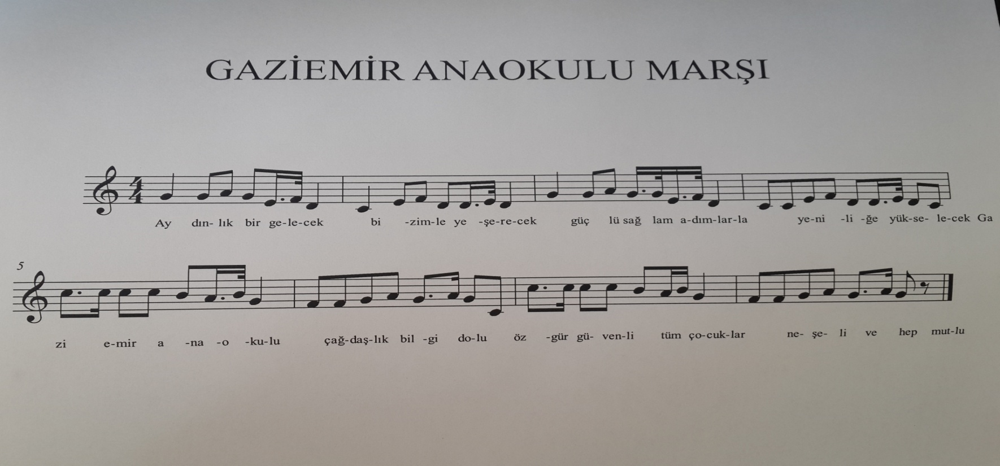 GAZİEMİR ANAOKULU MARŞI
4
4
Ay dın- lık bir ge-le-cek bi -zim-le ye -şe-re-cek güç lü sağ lam a-dım-lar-la ye-ni -li -ğe yük-se- le-cek Ga
5
zi e-mir a -na -o -ku-lu çağ-daş-lık bil -gi do-lu öz -gür gü- ven-li tüm ço-cuk-lar ne- şe- li ve hep mut-lu